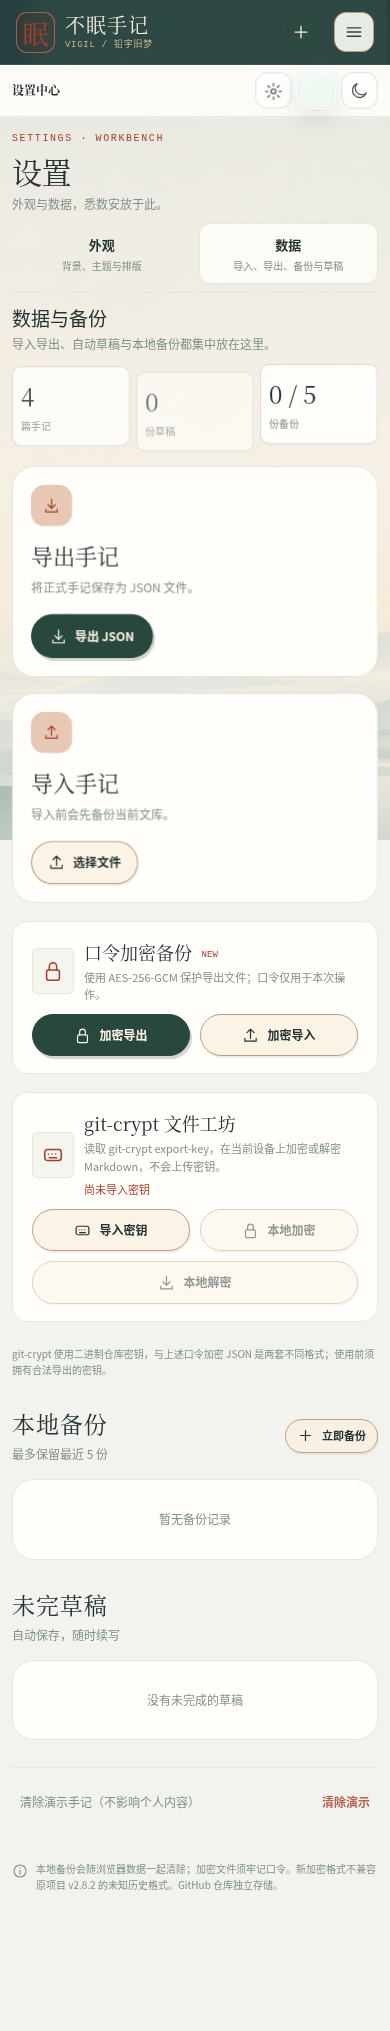 眠
不眠手记
VIGIL / 铅字旧梦
设置中心
SETTINGS · WORKBENCH
设置
外观与数据，悉数安放于此。
外观
背景、主题与排版
数据
导入、导出、备份与草稿
数据与备份
导入导出、自动草稿与本地备份都集中放在这里。
4
篇手记
0
份草稿
0 / 5
份备份
导出手记
将正式手记保存为 JSON 文件。
导出 JSON
导入手记
导入前会先备份当前文库。
选择文件
口令加密备份 NEW
使用 AES-256-GCM 保护导出文件；口令仅用于本次操
作。
加密导出
加密导入
git-crypt 文件工坊
读取 git-crypt export-key，在当前设备上加密或解密
Markdown，不会上传密钥。
尚未导入密钥
导入密钥
本地加密
本地解密
git-crypt 使用二进制仓库密钥，与上述口令加密 JSON 是两套不同格式；使用前须
拥有合法导出的密钥。
本地备份
最多保留最近 5 份
立即备份
暂无备份记录
未完草稿
自动保存，随时续写
没有未完成的草稿
清除演示手记（不影响个人内容）
清除演示
本地备份会随浏览器数据一起清除；加密文件须牢记口令。新加密格式不兼容
原项目 v2.8.2 的未知历史格式。GitHub 仓库独立存储。